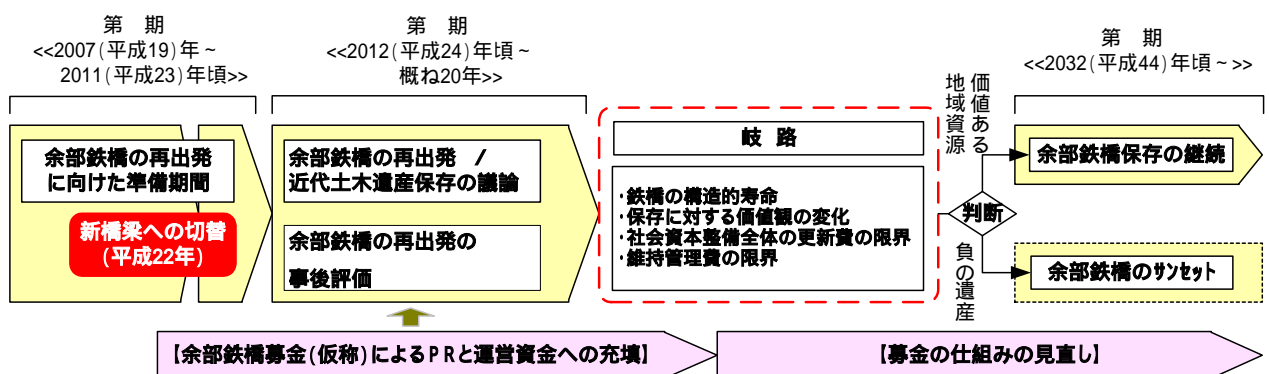 第　期
<<2007(平成19)年~
2011(平成23)年頃>>
第　期
<<2012(平成24)年頃~
概ね20年>>
第　期
<<2032(平成44)年頃~>>
余部鉄橋の再出発
に向けた準備期間
新橋梁への切替
(平成22年)
余部鉄橋の再出発　/
近代土木遺産保存の議論
余部鉄橋の再出発の
事後評価
岐 路
･鉄橋の構造的寿命
･保存に対する価値観の変化
･社会資本整備全体の更新費の限界
･維持管理費の限界
価値ある
地域資源
判断
負の遺産
余部鉄橋保存の継続
余部鉄橋のｻﾝｾｯﾄ
【余部鉄橋募金(仮称)によるPRと運営資金への充填】
【募金の仕組みの見直し】